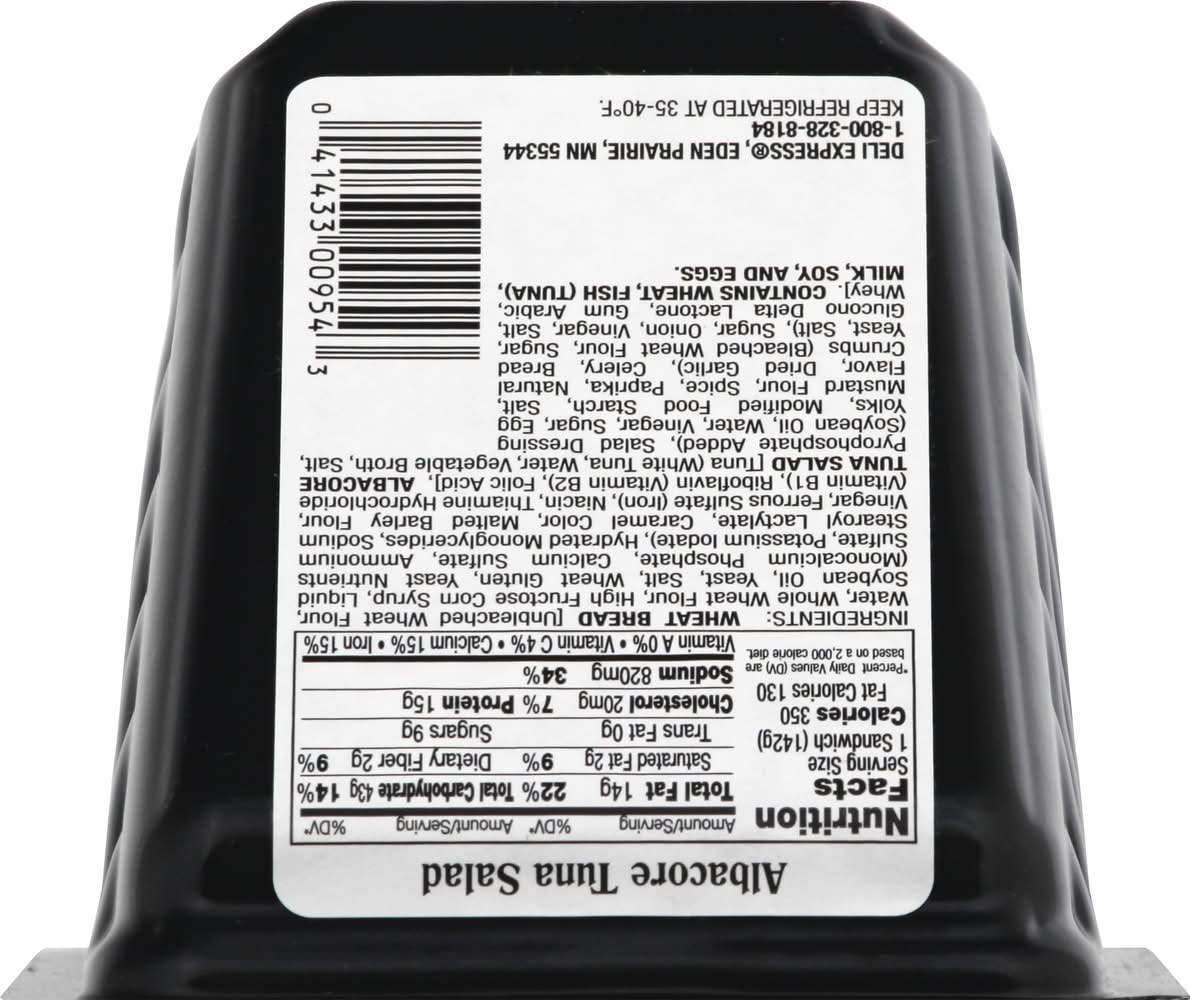 Albacore Tuna Salad
Nutrition
Facts
Serving Size
1 Sandwich (142g)
Calories 350
Fat Calories 130
*Percent Daily Values (DV) are
based on a 2,000 calorie diet.
Amount/Serving %DV* Amount/Serving %DV*
Total Fat 14g 22% Total Carbohydrate 43g 14%
Saturated Fat 2g 9% Dietary Fiber 2g 9%
Trans Fat 0g Sugars 9g
Cholesterol 20mg 7% Protein 15g
Sodium 820mg 34%
Vitamin A 0% • Vitamin C 4% • Calcium 15% • Iron 15%
INGREDIENTS: WHEAT BREAD [Unbleached Wheat Flour,
Water, Whole Wheat Flour, High Fructose Corn Syrup, Liquid
Soybean Oil, Yeast, Salt, Wheat Gluten, Yeast Nutrients
(Monocalcium Phosphate, Calcium Sulfate, Ammonium
Sulfate, Potassium Iodate), Hydrated Monoglycerides, Sodium
Stearoyl Lactylate, Caramel Color, Malted Barley Flour,
Vinegar, Ferrous Sulfate (Iron), Niacin, Thiamine Hydrochloride
(Vitamin B1), Riboflavin (Vitamin B2), Folic Acid], ALBACORE
TUNA SALAD [Tuna (White Tuna, Water, Vegetable Broth, Salt,
Pyrophosphate Added), Salad Dressing
(Soybean Oil, Water, Vinegar, Sugar, Egg
Yolks, Modified Food Starch, Salt,
Mustard Flour, Spice, Paprika, Natural
Flavor, Dried Garlic), Celery, Bread
Crumbs (Bleached Wheat Flour, Sugar,
Yeast, Salt), Sugar, Onion, Vinegar, Salt,
Glucono Delta Lactone, Gum Arabic,
Whey]. CONTAINS WHEAT, FISH (TUNA),
MILK, SOY, AND EGGS.
DELI EXPRESS®, EDEN PRAIRIE, MN 55344
1-800-328-8184
KEEP REFRIGERATED AT 35-40°F.
0 41433 00954 3